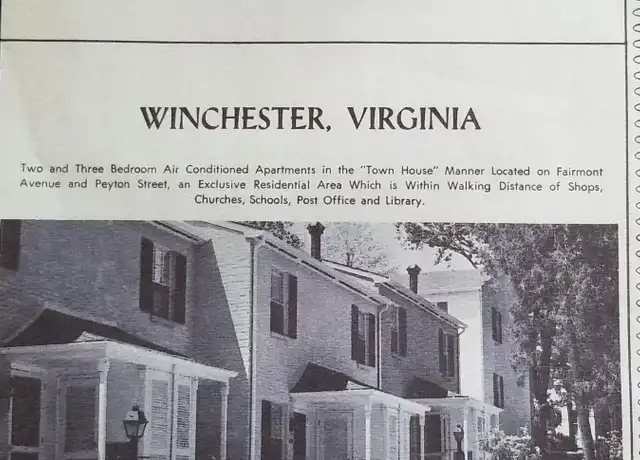 WINCHESTER, VIRGINIA
Two and Three Bedroom Air Conditioned Apartments in the "Town House" Manner Located on Fairmont
Avenue and Peyton Street, an Exclusive Residential Area Which is Within Walking Distance of Shops,
Churches, Schools, Post Office and Library.